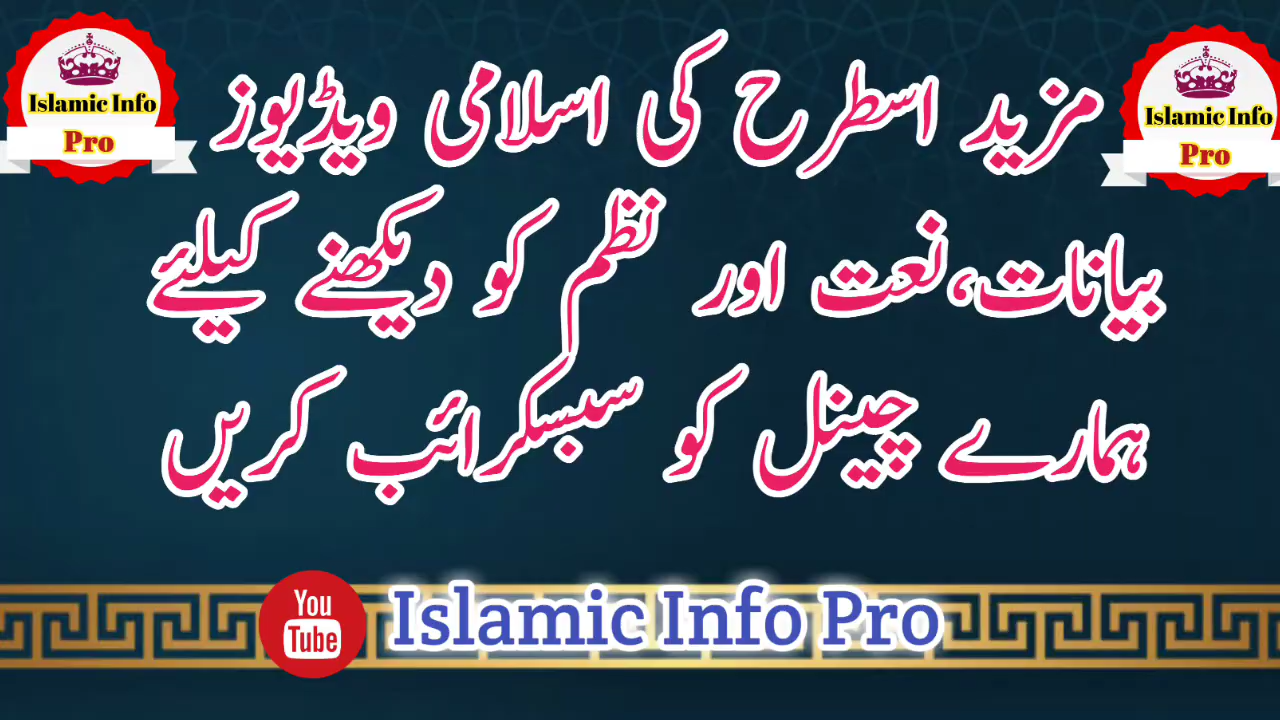 Islamic Info
Pro
Islamic Info
Pro
مزید اسطرح کی اسلامی ویڈیوز
بیانات،نعت اور نظم کو دیکھنے کیلئے
ہمارے چینل کو سبسکرائب کریں
You
Tube
Islamic Info Pro